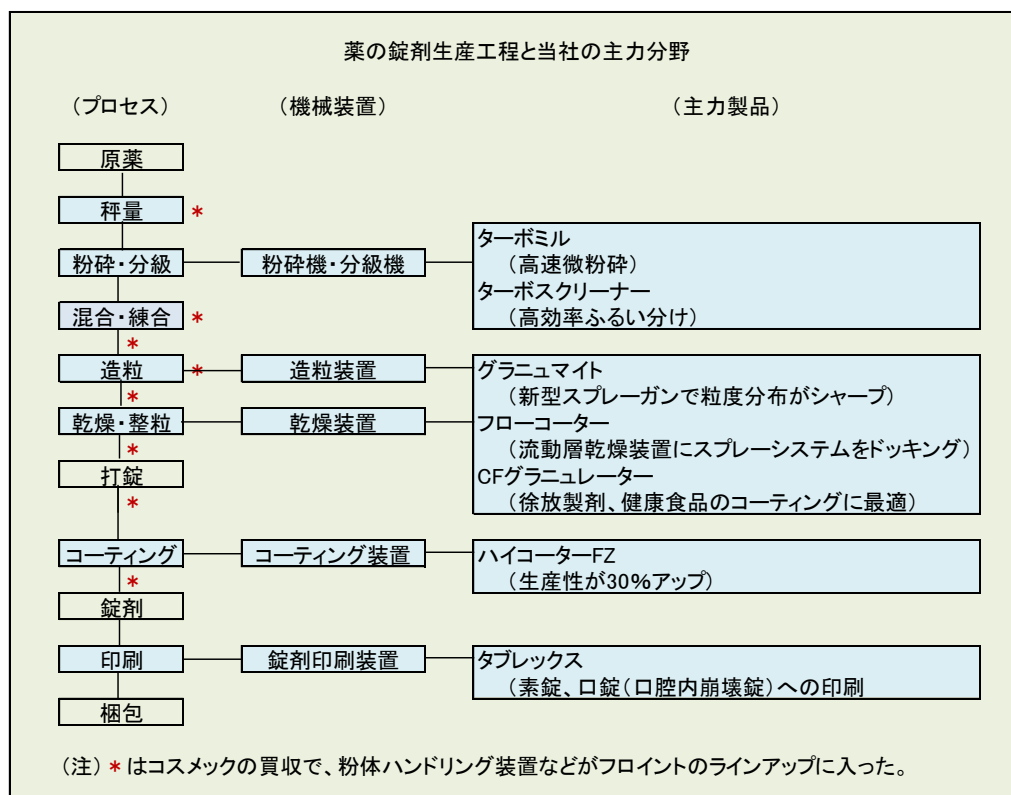 薬の錠剤生産工程と当社の主力分野
（プロセス） （機械装置） （主力製品）
原薬
秤量 *
粉砕・分級 粉砕機・分級機 ターボミル
（高速微粉砕）
ターボスクリーナー
（高効率ふるい分け）
混合・練合 *
*
造粒 * 造粒装置 グラニュマイト
（新型スプレーガンで粒度分布がシャープ）
*
乾燥・整粒 乾燥装置 フローコーター
（流動層乾燥装置にスプレーシステムをドッキング）
*
打錠 CFグラニュレーター
（徐放製剤、健康食品のコーティングに最適）
*
コーティング コーティング装置 ハイコーターFZ
（生産性が30%アップ）
*
錠剤
印刷 錠剤印刷装置 タブレックス
（素錠、口錠（口腔内崩壊錠）への印刷
梱包
（注） * はコスメックの買収で、粉体ハンドリング装置などがフロイントのラインアップに入った。